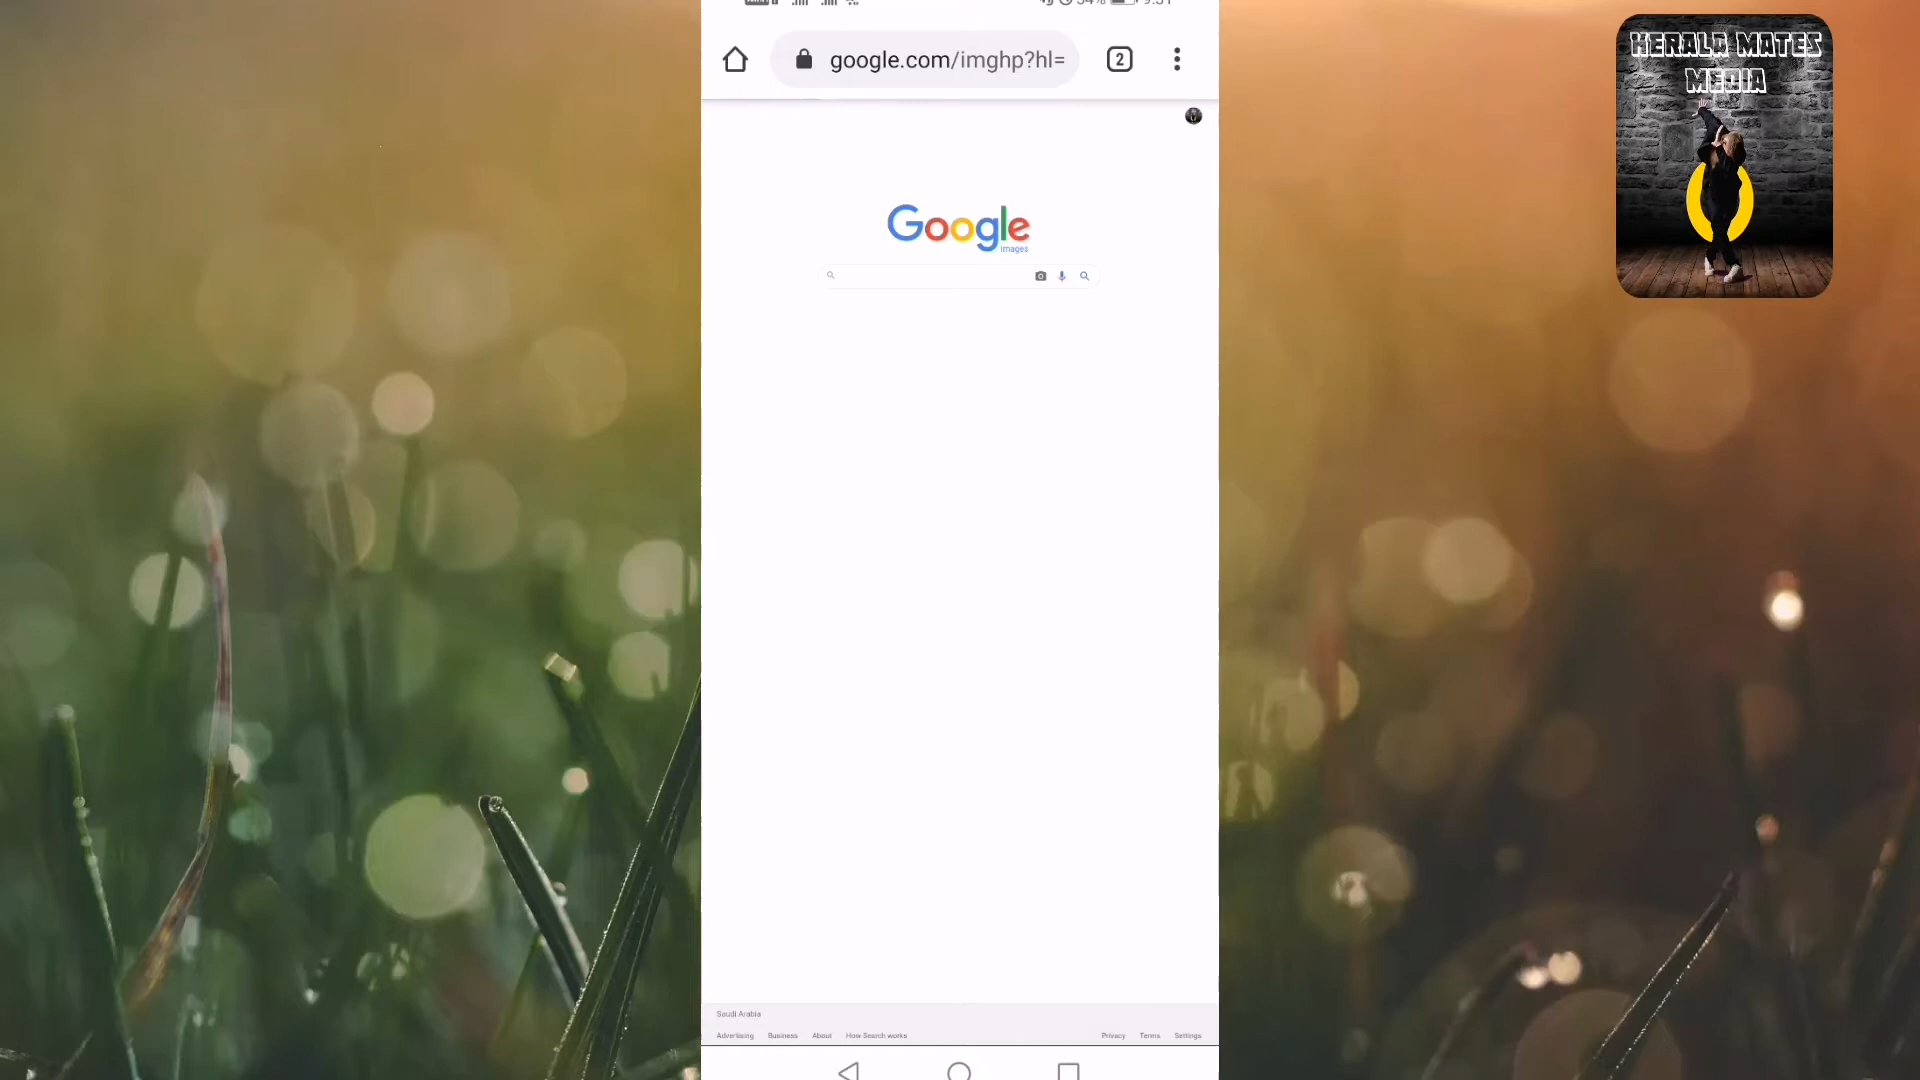 google.com/imghp?hl=
2
KERALA MATES
MEDIA
Google
images
Saudi Arabia
Advertising Business About How Search works Privacy Terms Settings